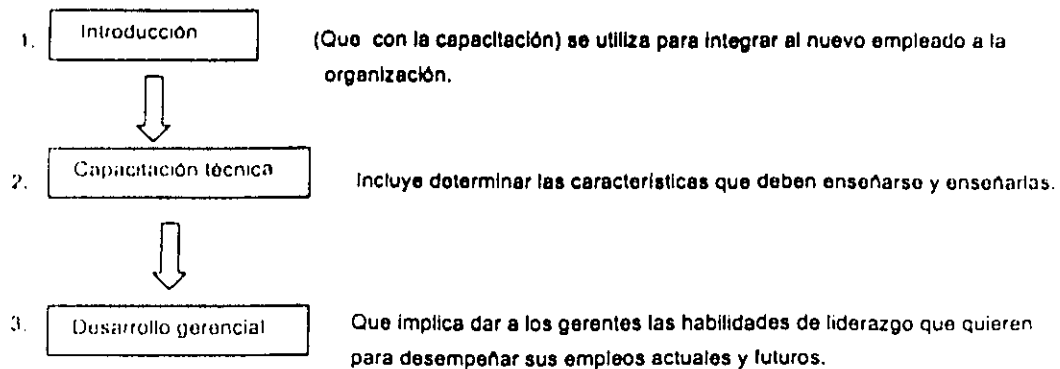 1. Introducción
(Que con la capacitación) se utiliza para integrar al nuevo empleado a la
organización.
2. Capacitación técnica
Incluye determinar las características que deben enseñarse y enseñarlas.
3. Desarrollo gerencial
Que implica dar a los gerentes las habilidades de liderazgo que quieren
para desempeñar sus empleos actuales y futuros.